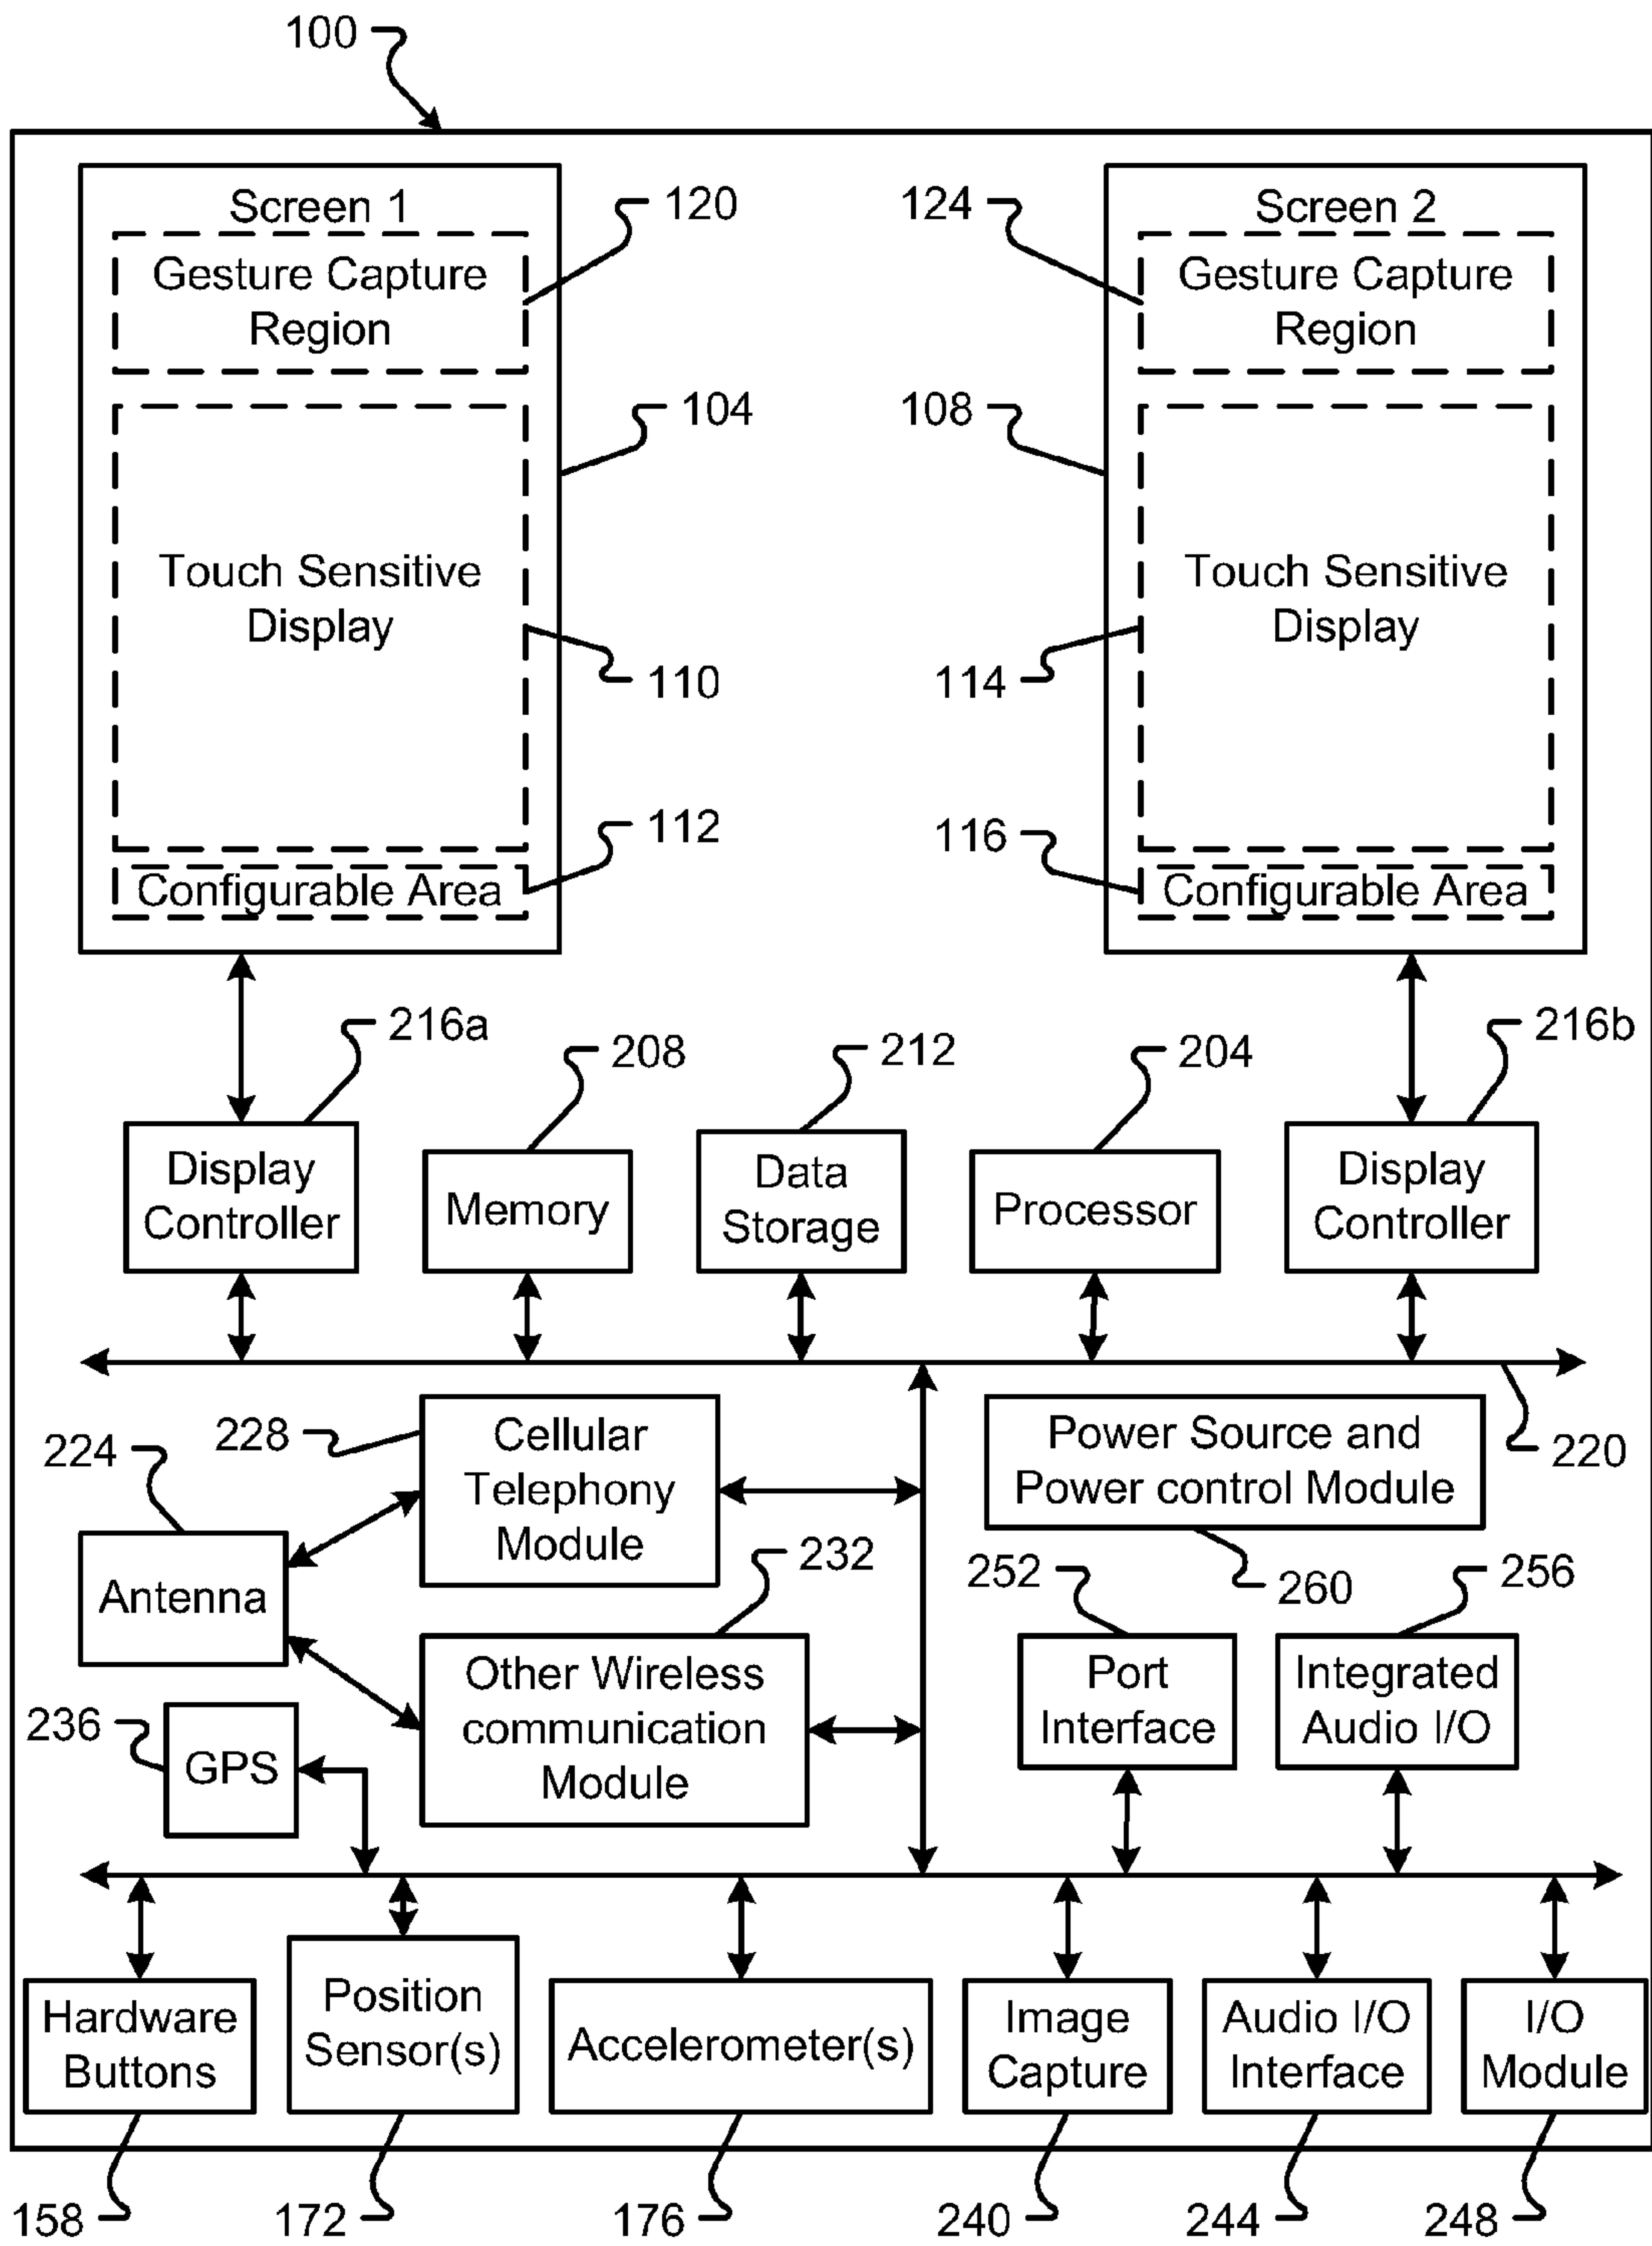 100
Screen 1
120
124
Screen 2
Gesture Capture
Region
Gesture Capture
Region
104
108
Touch Sensitive
Display
Touch Sensitive
Display
110
114
112
116
Configurable Area
Configurable Area
216a
208
212
204
216b
Display
Controller
Memory
Data
Storage
Processor
Display
Controller
224
228
Cellular
Telephony
Module
Power Source and
Power control Module
220
Antenna
232
252
260
256
Other Wireless
communication
Module
Port
Interface
Integrated
Audio I/O
236
GPS
Hardware
Buttons
Position
Sensor(s)
Accelerometer(s)
Image
Capture
Audio I/O
Interface
I/O
Module
158
172
176
240
244
248